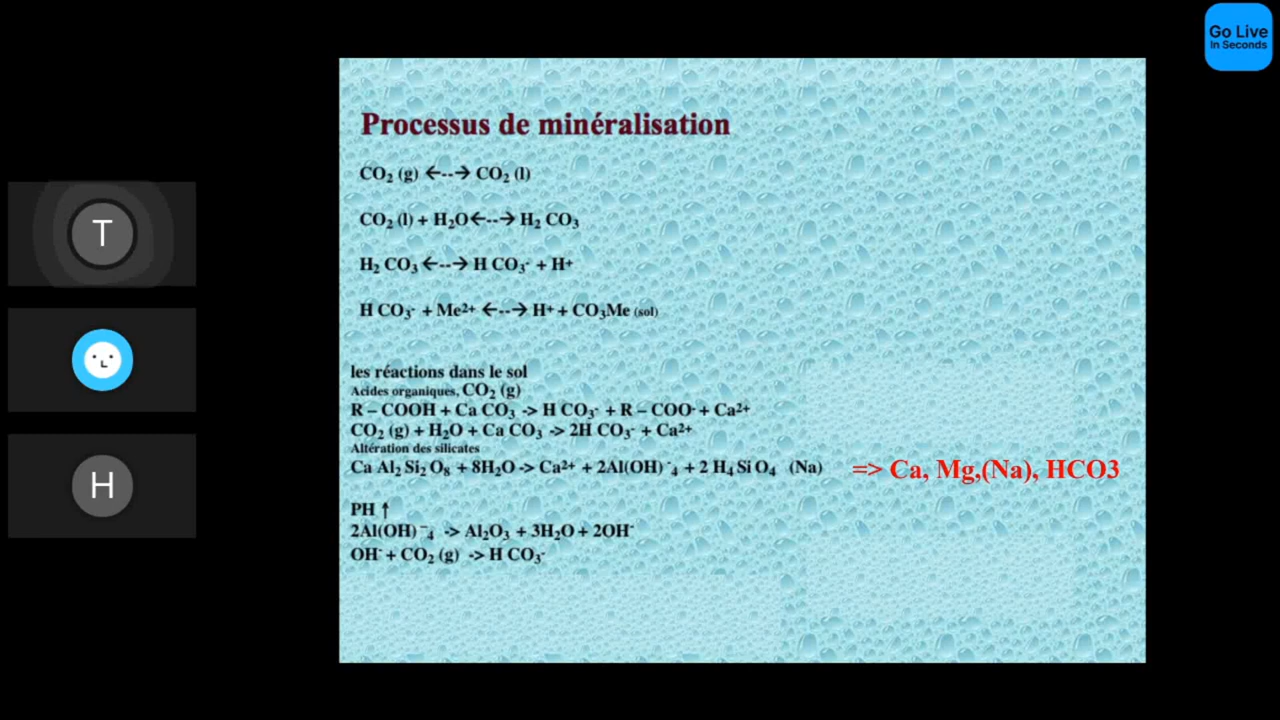 Go Live
In Seconds
Processus de minéralisation
CO₂ (g) ←--→ CO₂ (l)
CO₂ (l) + H₂O←--→ H₂ CO₃
H₂ CO₃ ←--→ H CO₃⁻ + H⁺
H CO₃⁻ + Me²⁺ ←--→ H⁺ + CO₃Me (sol)
T
les réactions dans le sol
Acides organiques, CO₂ (g)
R – COOH + Ca CO₃ -> H CO₃⁻ + R – COO⁻ + Ca²⁺
CO₂ (g) + H₂O + Ca CO₃ -> 2H CO₃⁻ + Ca²⁺
Altération des silicates
Ca Al₂ Si₂ O₈ + 8H₂O -> Ca²⁺ + 2Al(OH)⁻₄ + 2 H₄ Si O₄ (Na) => Ca, Mg,(Na), HCO3
H
PH ↑
2Al(OH)⁻₄ -> Al₂O₃ + 3H₂O + 2OH⁻
OH⁻ + CO₂ (g) -> H CO₃⁻